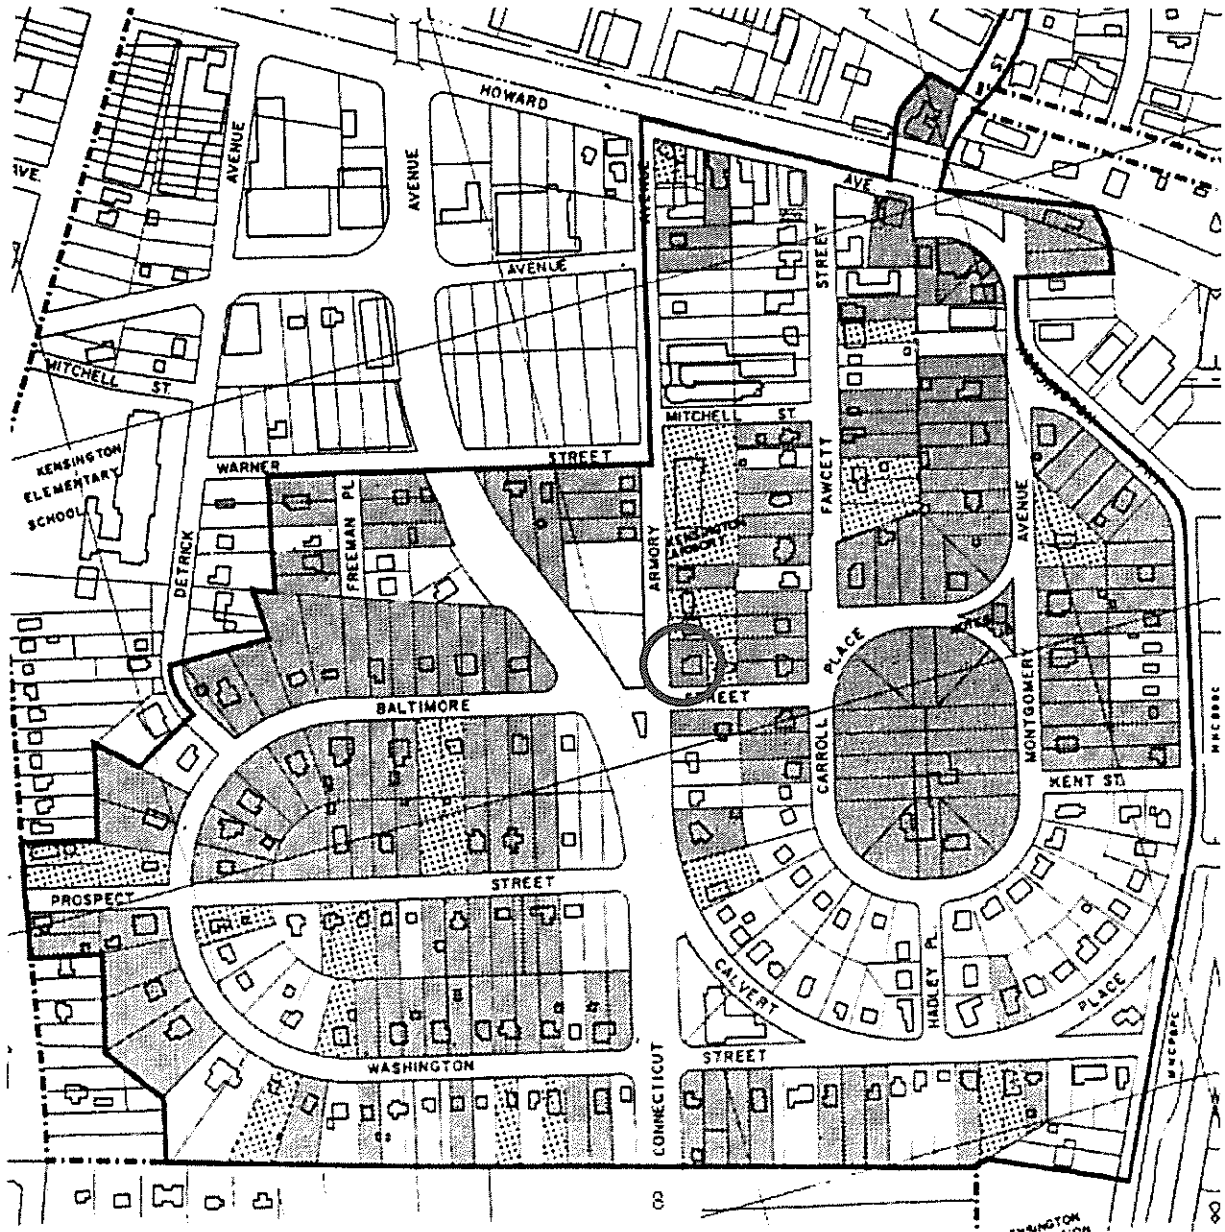 HOWARD
ST.
AVENUE
AVENUE
AVE.
AVENUE
AVE.
AVENUE
STREET
MITCHELL ST.
KENSINGTON
ELEMENTARY
SCHOOL
MITCHELL ST.
WARNER
STREET
FAWCETT
AVENUE
FREEMAN PL
DETRICK
ARMORY
KENSINGTON
ARMORY
PLACE
STREET
BALTIMORE
CARROLL
MONTGOMERY
KENT ST.
STREET
PROSPECT
CALVERT
HADLEY PL.
PLACE
STREET
WASHINGTON
CONNECTICUT
KENSINGTON